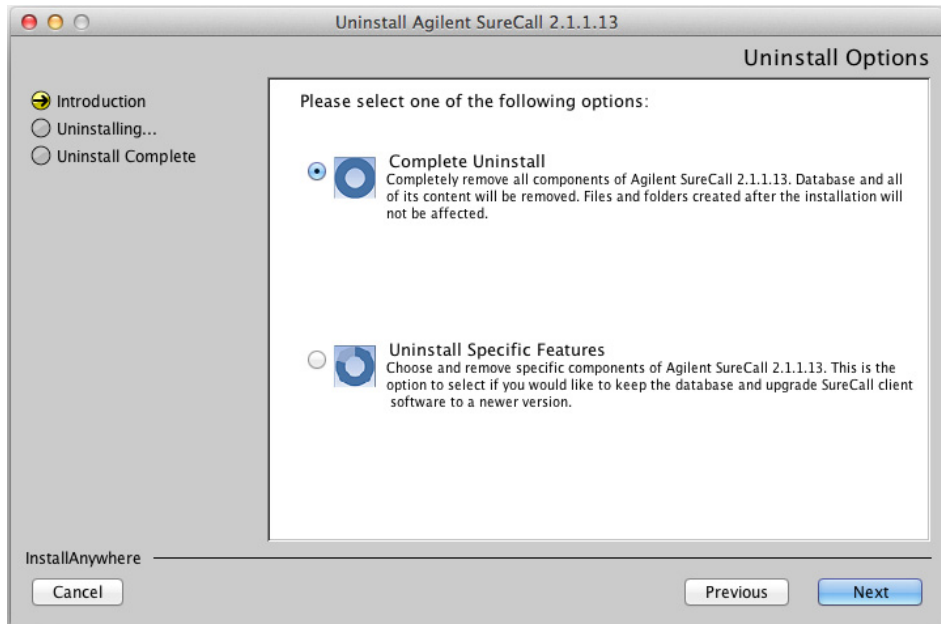 Uninstall Agilent SureCall 2.1.1.13
Uninstall Options
Introduction
Uninstalling...
Uninstall Complete
Please select one of the following options:
Complete Uninstall
Completely remove all components of Agilent SureCall 2.1.1.13. Database and all
of its content will be removed. Files and folders created after the installation will
not be affected.
Uninstall Specific Features
Choose and remove specific components of Agilent SureCall 2.1.1.13. This is the
option to select if you would like to keep the database and upgrade SureCall client
software to a newer version.
InstallAnywhere
Cancel
Previous
Next